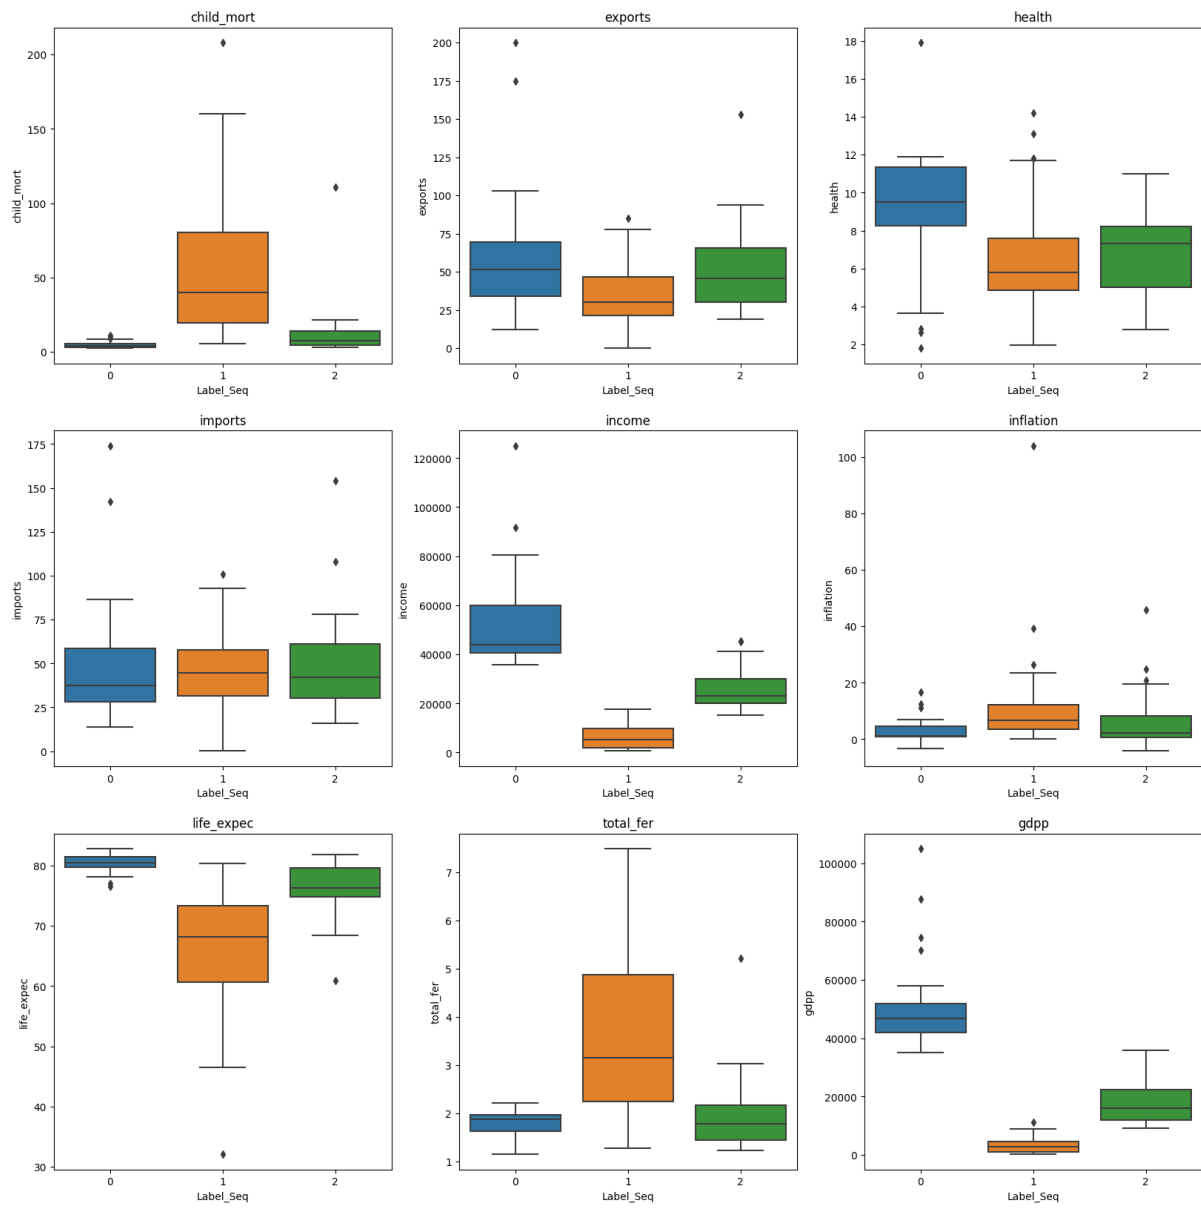 child_mort
child_mort
200
150
100
50
0
0 1 2
Label_Seq
exports
exports
200
175
150
125
100
75
50
25
0
0 1 2
Label_Seq
health
health
18
16
14
12
10
8
6
4
2
0 1 2
Label_Seq
imports
imports
175
150
125
100
75
50
25
0
0 1 2
Label_Seq
income
income
120000
100000
80000
60000
40000
20000
0
0 1 2
Label_Seq
inflation
inflation
100
80
60
40
20
0
0 1 2
Label_Seq
life_expec
life_expec
80
70
60
50
40
30
0 1 2
Label_Seq
total_fer
total_fer
7
6
5
4
3
2
1
0 1 2
Label_Seq
gdpp
gdpp
100000
80000
60000
40000
20000
0
0 1 2
Label_Seq